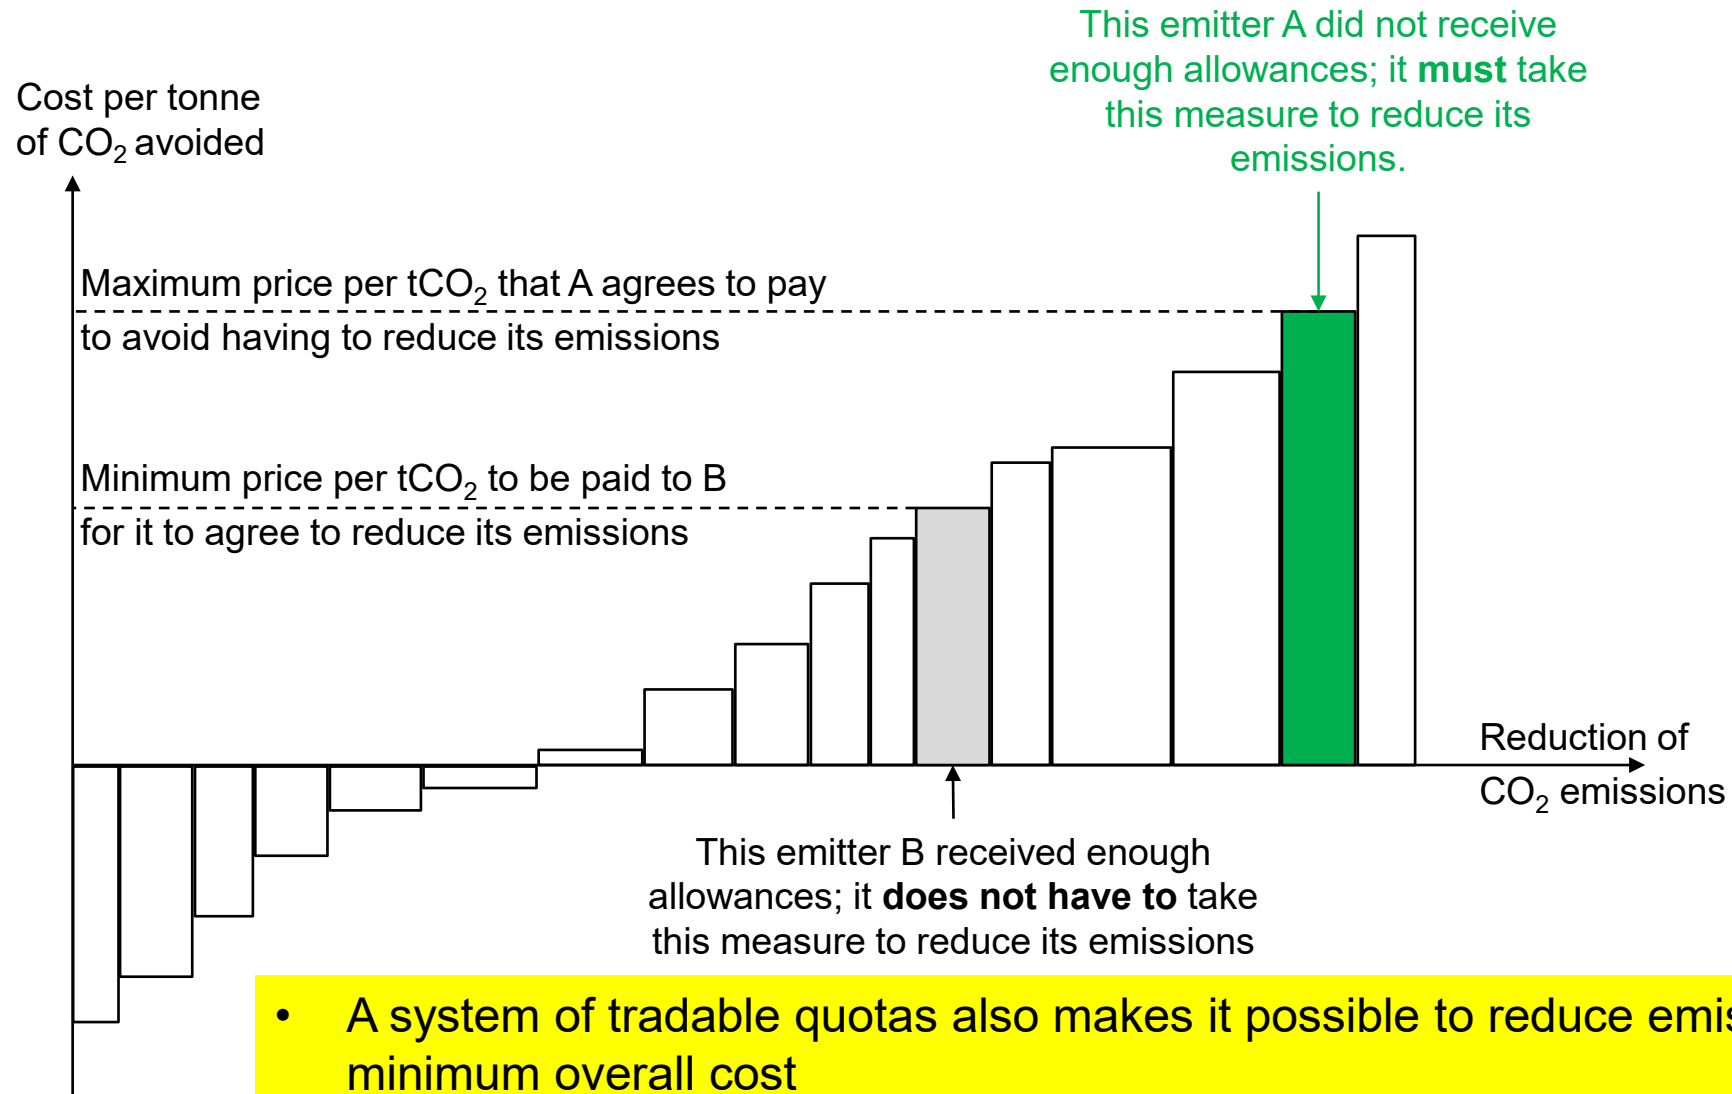 This emitter A did not receive
enough allowances; it must take
this measure to reduce its
emissions.
Cost per tonne
of CO₂ avoided
Maximum price per tCO₂ that A agrees to pay
to avoid having to reduce its emissions
Minimum price per tCO₂ to be paid to B
for it to agree to reduce its emissions
Reduction of
CO₂ emissions
This emitter B received enough
allowances; it does not have to take
this measure to reduce its emissions
• A system of tradable quotas also makes it possible to reduce
minimum overall cost